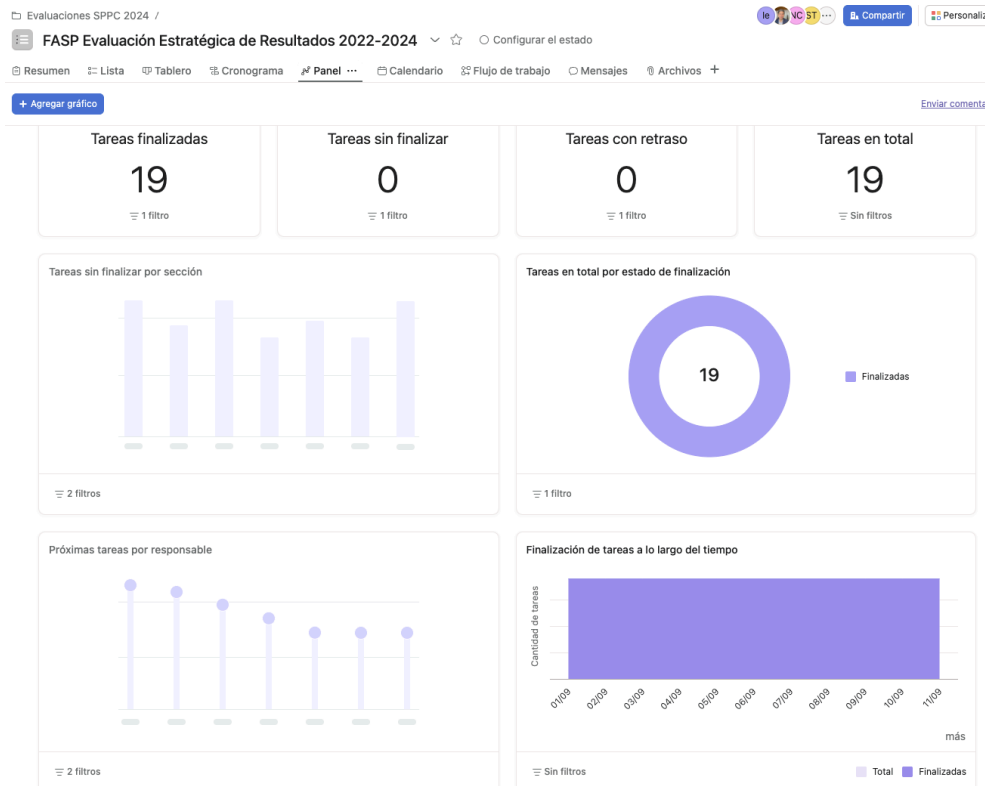 Evaluaciones SPPC 2024 /
FASP Evaluación Estratégica de Resultados 2022-2024
Configurar el estado
le NC ST ...
Compartir
Personaliz
Resumen Lista Tablero Cronograma Panel ... Calendario Flujo de trabajo Mensajes Archivos +
+ Agregar gráfico
Enviar comenta
Tareas finalizadas
19
1 filtro
Tareas sin finalizar
0
1 filtro
Tareas con retraso
0
1 filtro
Tareas en total
19
Sin filtros
Tareas sin finalizar por sección
2 filtros
Tareas en total por estado de finalización
19
Finalizadas
1 filtro
Próximas tareas por responsable
2 filtros
Finalización de tareas a lo largo del tiempo
Cantidad de tareas
01/09 02/09 03/09 04/09 05/09 06/09 07/09 08/09 09/09 10/09 11/09
más
Sin filtros
Total Finalizadas